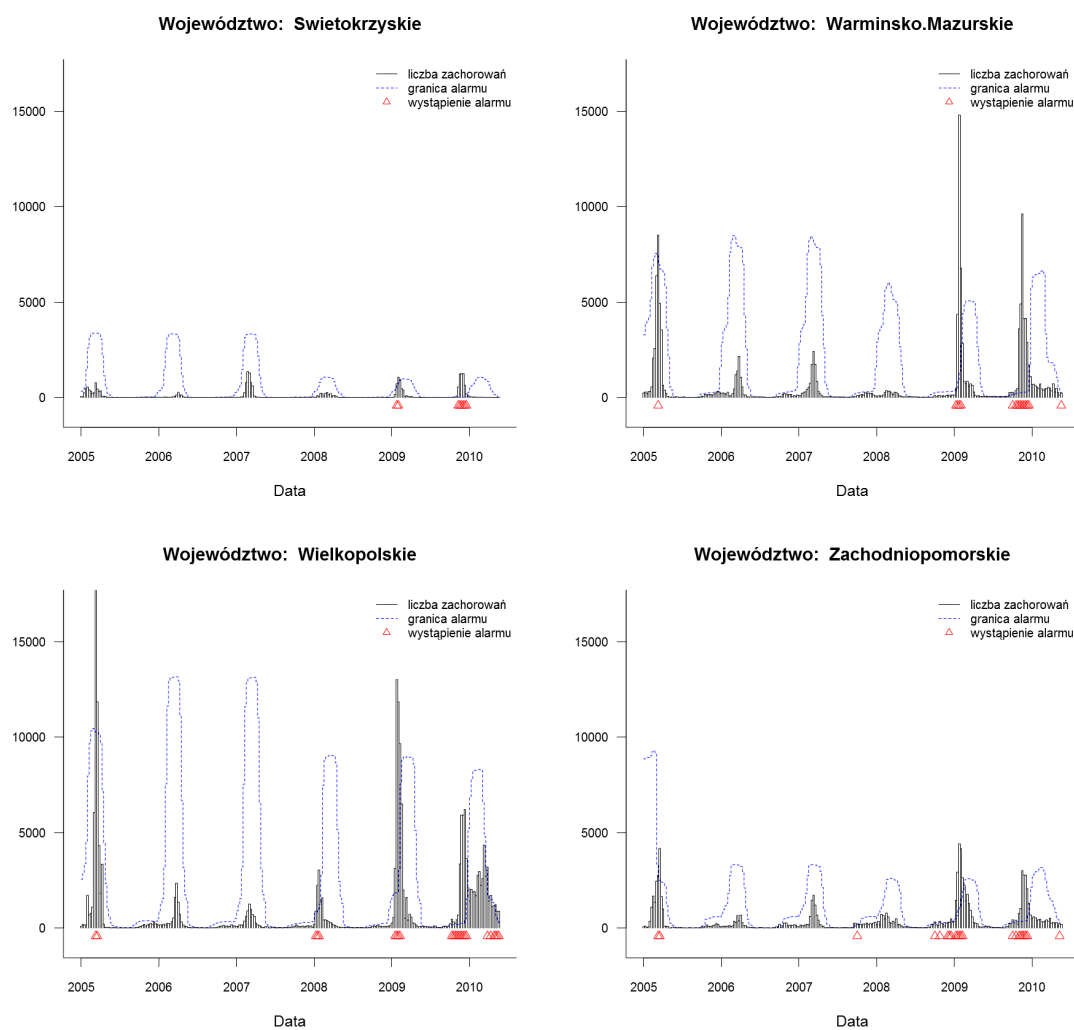 Województwo:  Swietokrzyskie
liczba zachorowań
granica alarmu
wystąpienie alarmu
15000
10000
5000
0
2005 2006 2007 2008 2009 2010
Data
Województwo:  Warminsko.Mazurskie
liczba zachorowań
granica alarmu
wystąpienie alarmu
15000
10000
5000
0
2005 2006 2007 2008 2009 2010
Data
Województwo:  Wielkopolskie
liczba zachorowań
granica alarmu
wystąpienie alarmu
15000
10000
5000
0
2005 2006 2007 2008 2009 2010
Data
Województwo:  Zachodniopomorskie
liczba zachorowań
granica alarmu
wystąpienie alarmu
15000
10000
5000
0
2005 2006 2007 2008 2009 2010
Data